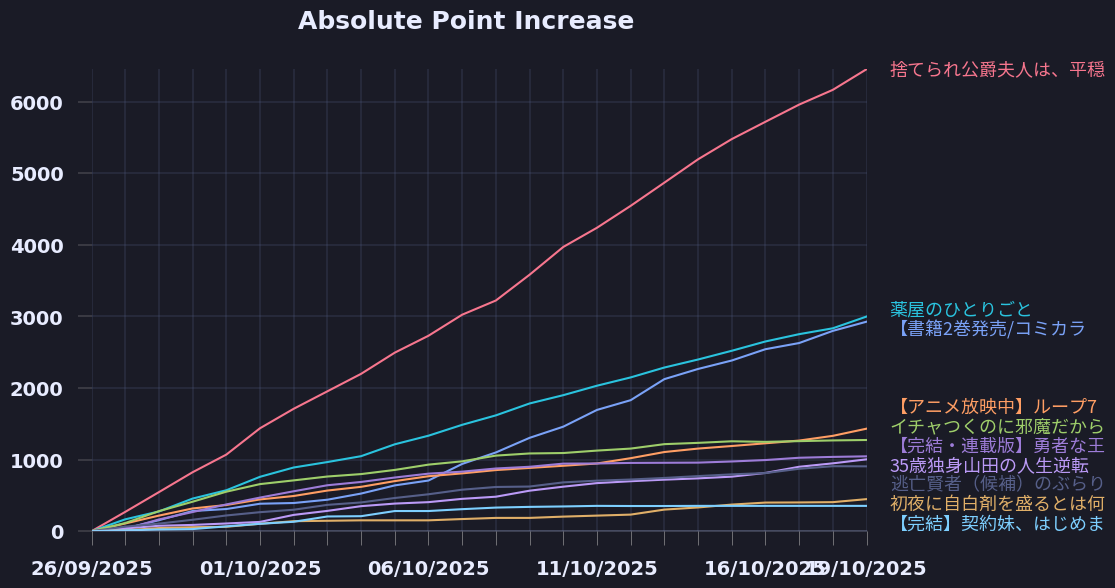 Absolute Point Increase
6000
5000
4000
3000
2000
1000
0
捨てられ公爵夫人は、平穏
薬屋のひとりごと
【書籍2巻発売/コミカラ
【アニメ放映中】ループ7
イチャつくのに邪魔だから
【完結・連載版】勇者な王
35歳独身山田の人生逆転
逃亡賢者（候補）のぶらり
初夜に自白剤を盛るとは何
【完結】契約妹、はじめま
26/09/2025
01/10/2025
06/10/2025
11/10/2025
16/10/2025
19/10/2025